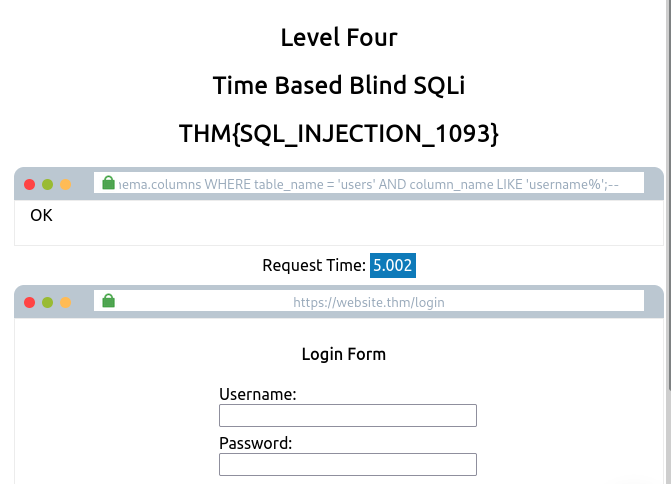 Level Four
Time Based Blind SQLi
THM{SQL_INJECTION_1093}
ema.columns WHERE table_name = 'users' AND column_name LIKE 'username%';--
OK
Request Time: 5.002
https://website.thm/login
Login Form
Username:
Password: